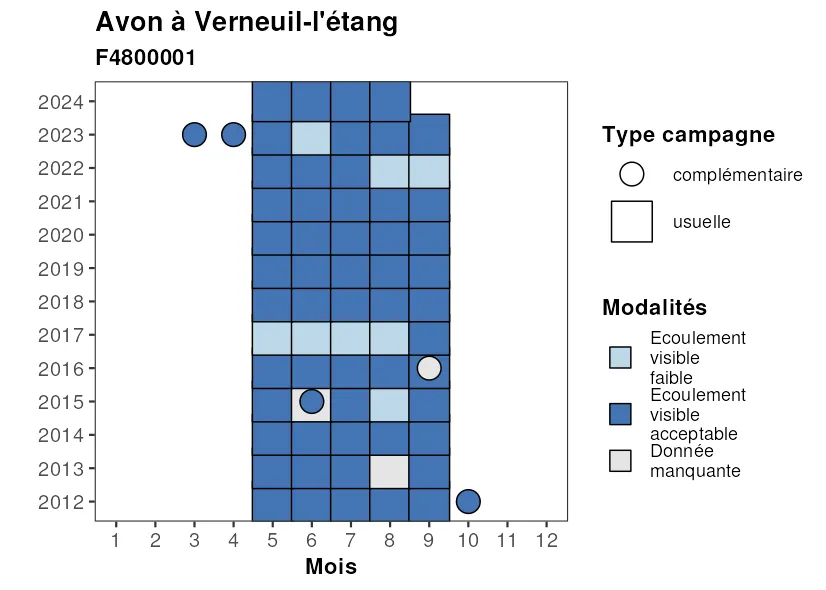 Avon à Verneuil-l'étang
F4800001
2024
2023
2022
2021
2020
2019
2018
2017
2016
2015
2014
2013
2012
1 2 3 4 5 6 7 8 9 10 11 12
Mois
Type campagne
complémentaire
usuelle
Modalités
Ecoulement
visible
faible
Ecoulement
visible
acceptable
Donnée
manquante